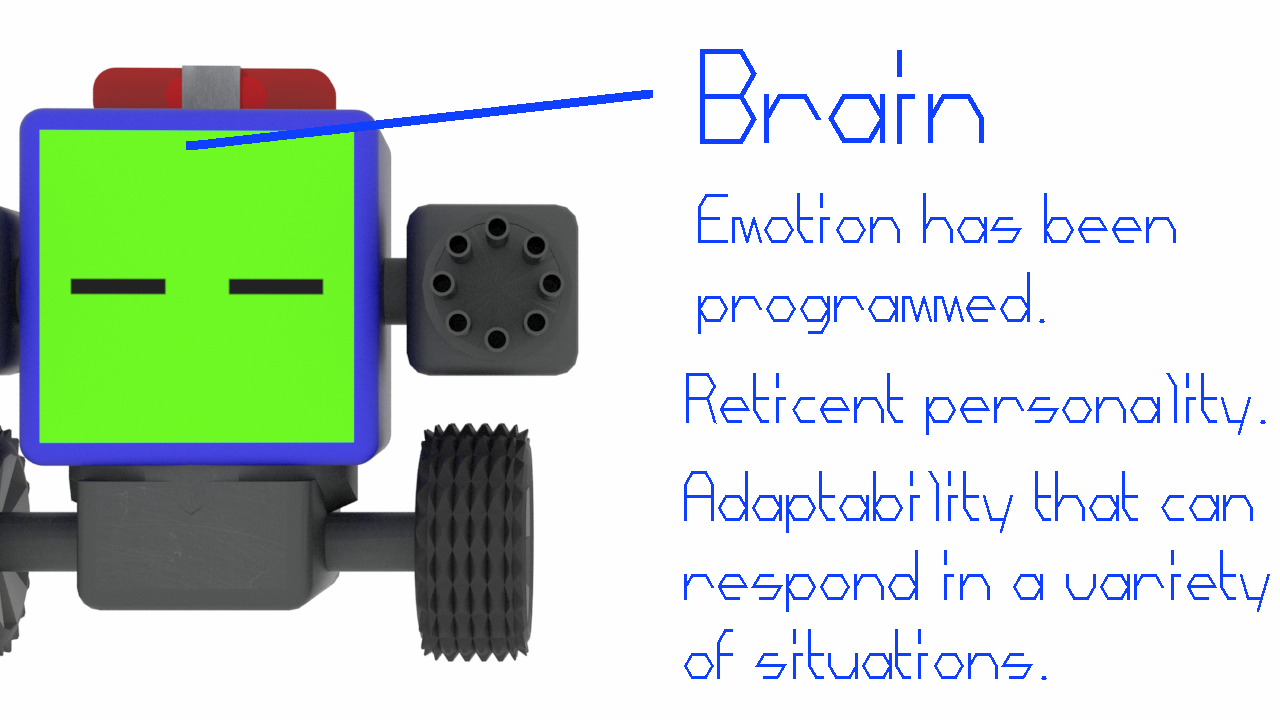 Brain
Emotion has been
programmed.
Reticent personality.
Adaptability that can
respond in a variety
of situations.